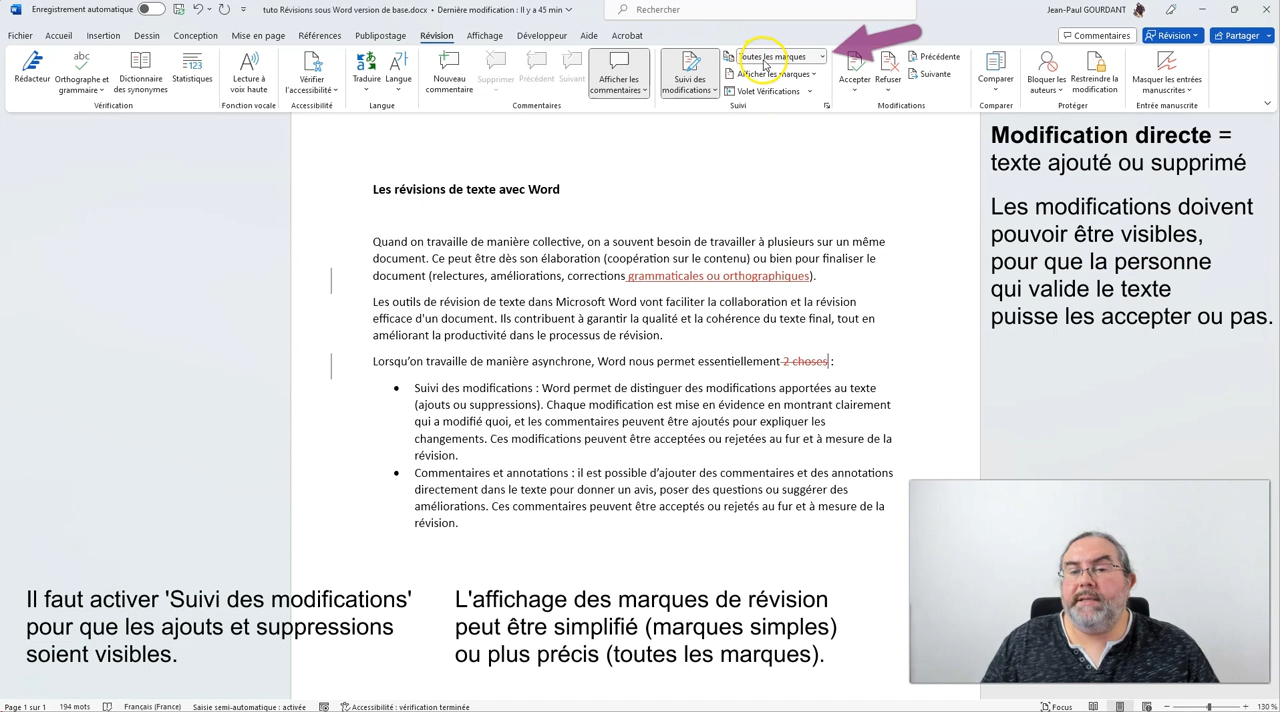 Enregistrement automatique
tuto Révisions sous Word version de base.docx • Dernière modification : Il y a 45 min
Rechercher
Jean-Paul GOURDANT
Fichier Accueil Insertion Dessin Conception Mise en page Références Publipostage Révision Affichage Développeur Aide Acrobat
Commentaires Révision Partager
Rédacteur
Orthographe et grammaire
Dictionnaire des synonymes
Statistiques
Vérification
Lecture à voix haute
Fonction vocale
Vérifier l'accessibilité
Accessibilité
Traduire
Langue
Langue
Nouveau commentaire
Supprimer
Précédent
Suivant
Afficher les commentaires
Commentaires
Suivi des modifications
Toutes les marques
Afficher les marques
Volet Vérifications
Suivi
Accepter
Refuser
Précédente
Suivante
Modifications
Comparer
Comparer
Bloquer les auteurs
Restreindre la modification
Protéger
Masquer les entrées manuscrites
Entrée manuscrite
Modification directe =
texte ajouté ou supprimé
Les modifications doivent
pouvoir être visibles,
pour que la personne
qui valide le texte
puisse les accepter ou pas.
Les révisions de texte avec Word
Quand on travaille de manière collective, on a souvent besoin de travailler à plusieurs sur un même
document. Ce peut être dès son élaboration (coopération sur le contenu) ou bien pour finaliser le
document (relectures, améliorations, corrections grammaticales ou orthographiques).
Les outils de révision de texte dans Microsoft Word vont faciliter la collaboration et la révision
efficace d'un document. Ils contribuent à garantir la qualité et la cohérence du texte final, tout en
améliorant la productivité dans le processus de révision.
Lorsqu'on travaille de manière asynchrone, Word nous permet essentiellement 2 choses :
• Suivi des modifications : Word permet de distinguer des modifications apportées au texte
(ajouts ou suppressions). Chaque modification est mise en évidence en montrant clairement
qui a modifié quoi, et les commentaires peuvent être ajoutés pour expliquer les
changements. Ces modifications peuvent être acceptées ou rejetées au fur et à mesure de la
révision.
• Commentaires et annotations : il est possible d'ajouter des commentaires et des annotations
directement dans le texte pour donner un avis, poser des questions ou suggérer des
améliorations. Ces commentaires peuvent être acceptés ou rejetés au fur et à mesure de la
révision.
Il faut activer 'Suivi des modifications'
pour que les ajouts et suppressions
soient visibles.
L'affichage des marques de révision
peut être simplifié (marques simples)
ou plus précis (toutes les marques).
Page 1 sur 1 194 mots Français (France) Saisie semi-automatique : activée Accessibilité : vérification terminée Focus 130 %